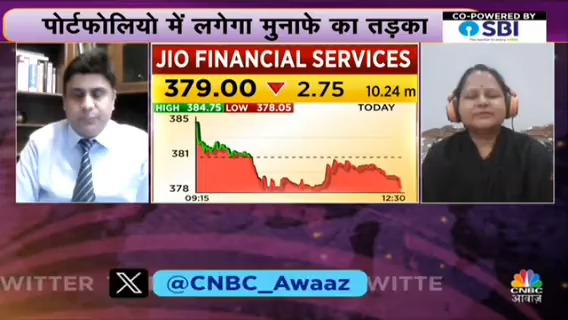 पोर्टफोलियो में लगेगा मुनाफे का तड़का
CO-POWERED BY
SBI
JIO FINANCIAL SERVICES
379.00 ▼ 2.75 10.24 m
HIGH 384.75 LOW 378.05 TODAY
385
381
378
09:15 12:30
WITTER X @CNBC_Awaaz WITTE
CNBC
आवाज़